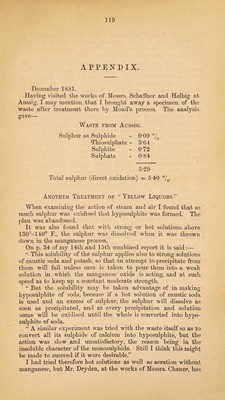 119
APPENDIX.
December 1881.
Having visited the works of Messrs. Schaffner and Helbig at
Aussig, I may mention that I brought away a specimen of the
waste after treatment there by Mond's process. The analysis
gave—
WASTE FROM AUSSIG.
Sulphur as Sulphide - 0·09 %
Thiosulphate - 3·64
Sulphite - 0·72
Sulphate - 0·84
5·29
Total sulphur (direct oxidation) = 5·40 %.
ANOTHER TREATMENT OF "YELLOW LIQUORS."
When examining the action of steam and air I found that so
much sulphur was oxidised that hyposulphite was formed. The
plan was abandoned.
It was also found that with strong or hot solutions above
130°-140° F., the sulphur was dissolved when it was thrown
down in the manganese process.
On p. 34 of my 14th and 15th combined report it is said:—
"This solubility of the sulphur applies also to strong solutions
of caustic soda and potash, so that an attempt to precipitate from
them will fail unless care is taken to pour them into a weak
solution in which the manganese oxide is acting, and at such
speed as to keep up a constant moderate strength.
"But the solubility may be taken advantage of in making
hyposulphite of soda, because if a hot solution of caustic soda
is used and an excess of sulphur, the sulphur will dissolve as
soon as precipitated, and at every precipitation and solution
some will be oxidised until the whole is converted into hypo-
sulphite of soda.
"A similar experiment was tried with the waste itself so as to
convert all its sulphide of calcium into hyposulphite, but the
action was slow and unsatisfactory, the reason being in the
insoluble character of the monosulphide. Still I think this might
be made to succeed if it were desirable."
I had tried therefore hot solutions as well as aeration without
manganese, but Mr. Dryden, at the works of Messrs. Chance, has